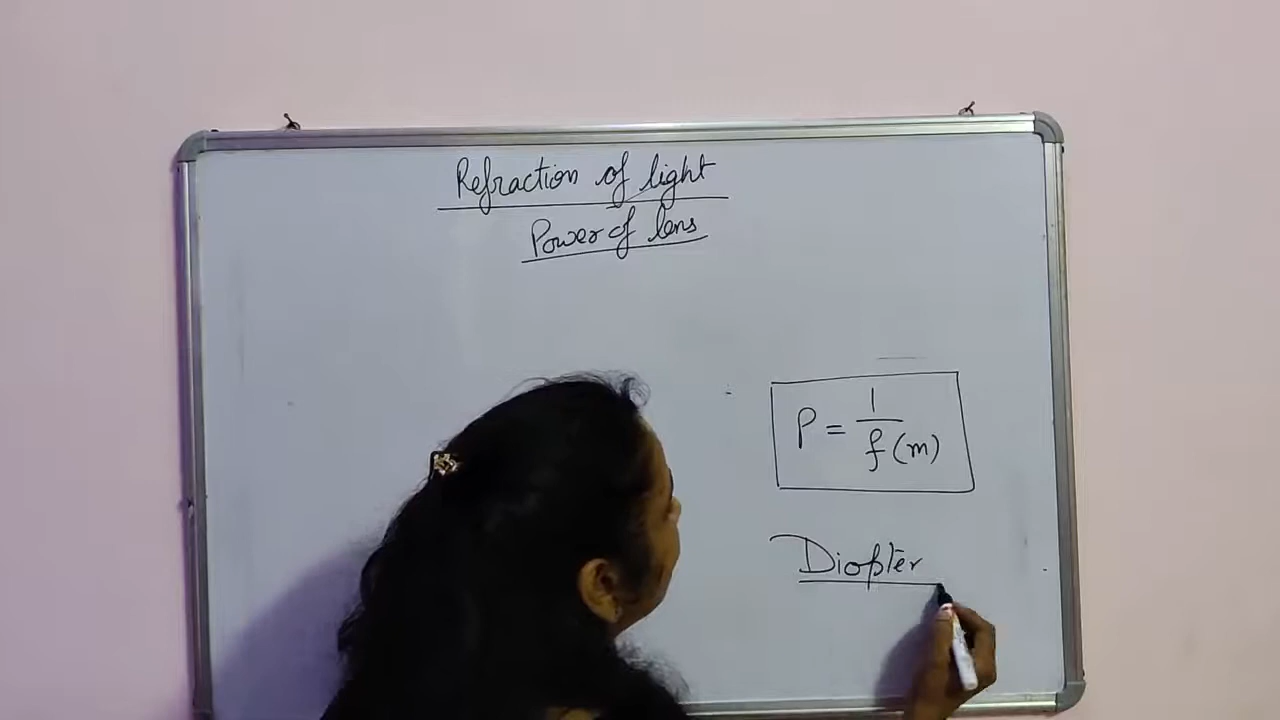 Refraction of light
Power of lens
P = 1/f (m)
Diopter